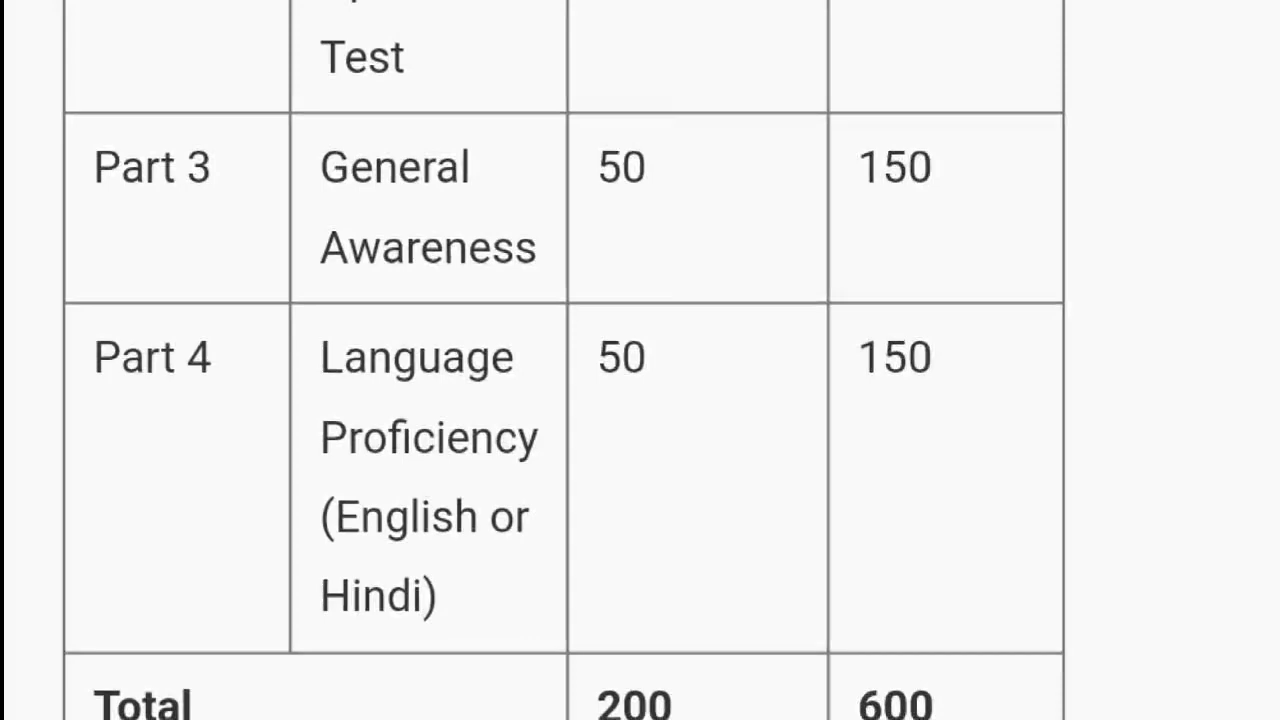 Test
Part 3 General 50 150
Awareness
Part 4 Language 50 150
Proficiency
(English or
Hindi)
Total 200 600